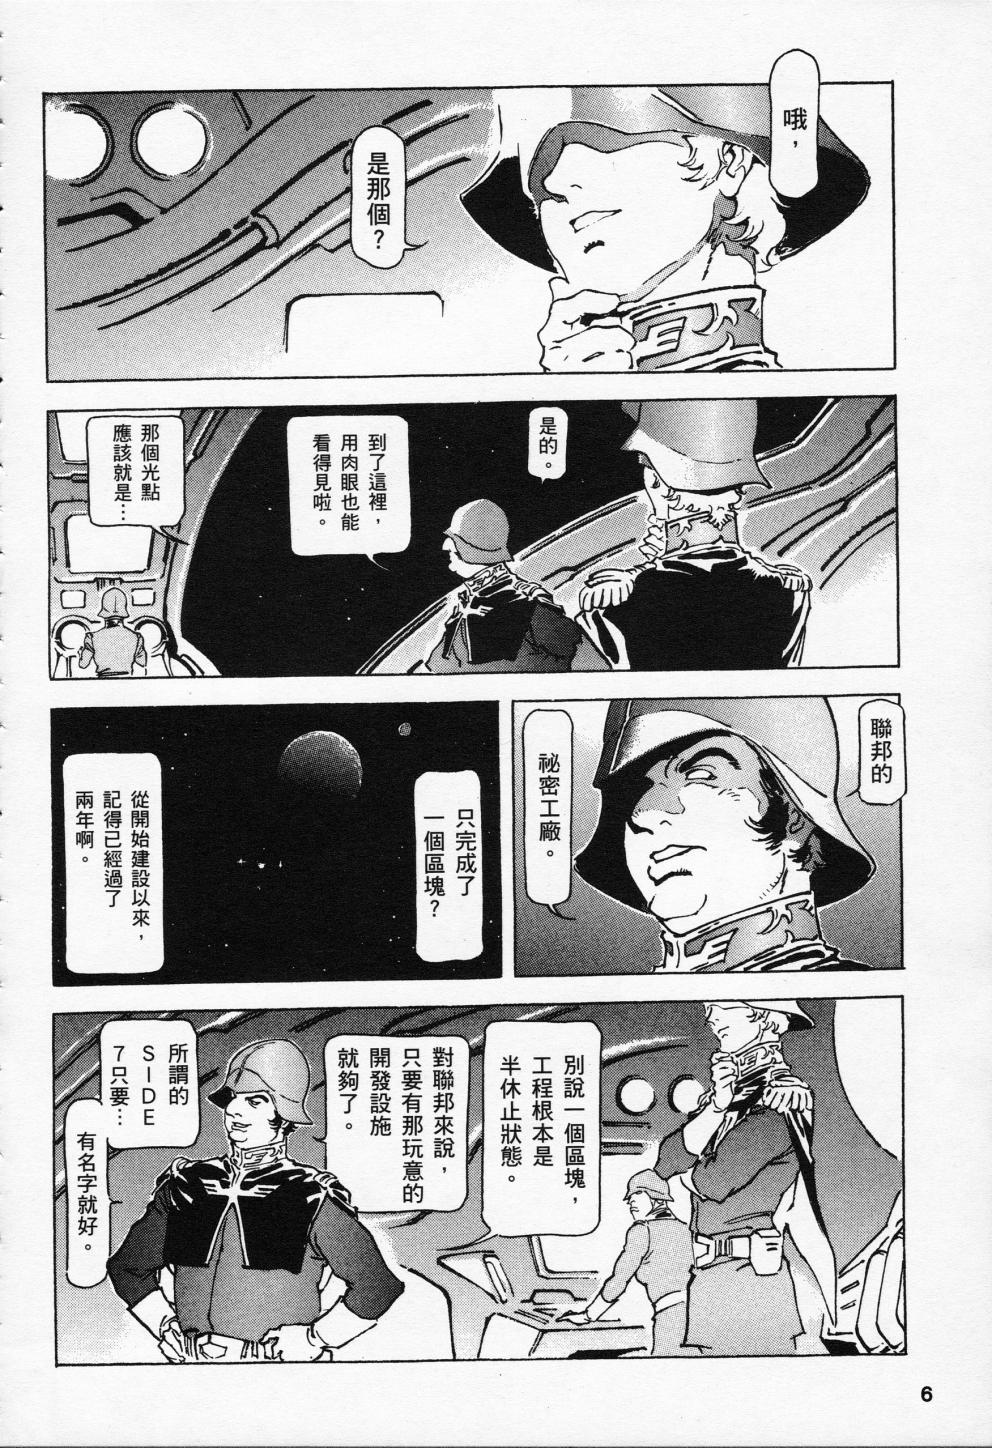 哦，
是那個？
是的。
到了這裡，
用肉眼也能
看得見啦。
那個光點
應該就是…
聯邦的
祕密工廠。
只完成了
一個區塊？
從開始建設以來，
記得已經過了
兩年啊。
別說一個區塊，
工程根本是
半休止狀態。
對聯邦來說，
只要有那玩意的
開發設施
就夠了。
所謂的
SIDE
7只要…
有名字就好。
6